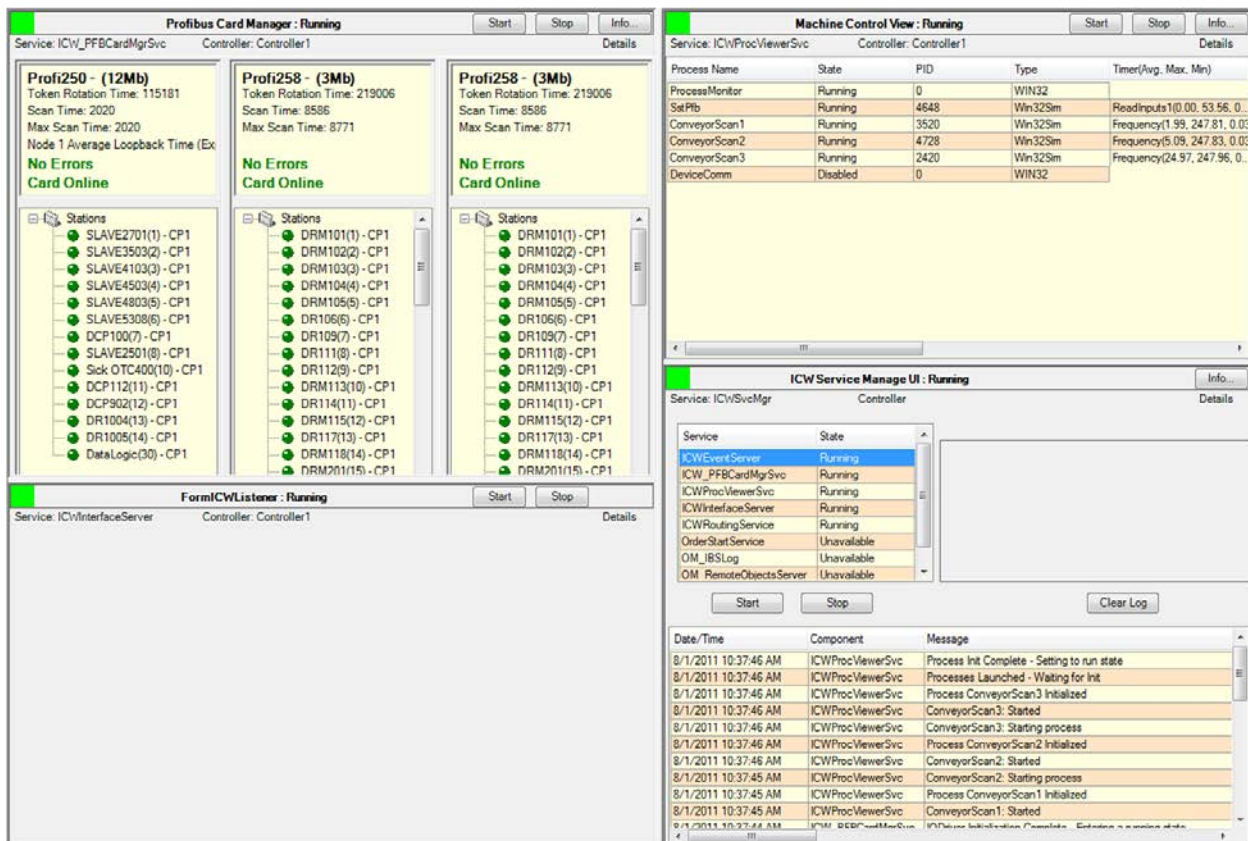 Profibus Card Manager : Running
Start
Stop
Info...
Service: ICW_PFBCardMgrSvc
Controller: Controller1
Details
Profi250 - (12Mb)
Token Rotation Time: 115181
Scan Time: 2020
Max Scan Time: 2020
Node 1 Average Loopback Time (Ex
No Errors
Card Online
Stations
SLAVE2701(1) - CP1
SLAVE3503(2) - CP1
SLAVE4103(3) - CP1
SLAVE4503(4) - CP1
SLAVE4803(5) - CP1
SLAVE5308(6) - CP1
DCP100(7) - CP1
SLAVE2501(8) - CP1
Sick OTC400(10) - CP1
DCP112(11) - CP1
DCP902(12) - CP1
DR1004(13) - CP1
DR1005(14) - CP1
DataLogic(30) - CP1
Profi258 - (3Mb)
Token Rotation Time: 219006
Scan Time: 8586
Max Scan Time: 8771
No Errors
Card Online
Stations
DRM101(1) - CP1
DRM102(2) - CP1
DRM103(3) - CP1
DRM104(4) - CP1
DRM105(5) - CP1
DR106(6) - CP1
DR109(7) - CP1
DR111(8) - CP1
DR112(9) - CP1
DRM113(10) - CP1
DR114(11) - CP1
DRM115(12) - CP1
DR117(13) - CP1
DRM118(14) - CP1
DRM201(15) - CP1
Profi258 - (3Mb)
Token Rotation Time: 219006
Scan Time: 8586
Max Scan Time: 8771
No Errors
Card Online
Stations
DRM101(1) - CP1
DRM102(2) - CP1
DRM103(3) - CP1
DRM104(4) - CP1
DRM105(5) - CP1
DR106(6) - CP1
DR109(7) - CP1
DR111(8) - CP1
DR112(9) - CP1
DRM113(10) - CP1
DR114(11) - CP1
DRM115(12) - CP1
DR117(13) - CP1
DRM118(14) - CP1
DRM201(15) - CP1
FormICWListener : Running
Start
Stop
Service: ICWInterfaceServer
Controller: Controller1
Details
Machine Control View : Running
Start
Stop
Info...
Service: ICWProcViewerSvc
Controller: Controller1
Details
Process Name State PID Type Timer(Avg, Max, Min)
ProcessMonitor Running 0 WIN32
SstPfb Running 4648 Win32Sim ReadInputs1(0.00, 53.56, 0...
ConveyorScan1 Running 3520 Win32Sim Frequency(1.99, 247.81, 0.03
ConveyorScan2 Running 4728 Win32Sim Frequency(5.09, 247.83, 0.03
ConveyorScan3 Running 2420 Win32Sim Frequency(24.97, 247.96, 0...
DeviceComm Disabled 0 WIN32
ICW Service Manage UI : Running
Info...
Service: ICWSvcMgr
Controller
Details
Service State
ICWEventServer Running
ICW_PFBCardMgrSvc Running
ICWProcViewerSvc Running
ICWInterfaceServer Running
ICWRoutingService Running
OrderStartService Unavailable
OM_IBSLog Unavailable
OM_RemoteObjectsServer Unavailable
Start
Stop
Clear Log
Date/Time Component Message
8/1/2011 10:37:46 AM ICWProcViewerSvc Process Init Complete - Setting to run state
8/1/2011 10:37:46 AM ICWProcViewerSvc Processes Launched - Waiting for Init
8/1/2011 10:37:46 AM ICWProcViewerSvc Process ConveyorScan3 Initialized
8/1/2011 10:37:46 AM ICWProcViewerSvc ConveyorScan3: Started
8/1/2011 10:37:46 AM ICWProcViewerSvc ConveyorScan3: Starting process
8/1/2011 10:37:46 AM ICWProcViewerSvc Process ConveyorScan2 Initialized
8/1/2011 10:37:46 AM ICWProcViewerSvc ConveyorScan2: Started
8/1/2011 10:37:45 AM ICWProcViewerSvc ConveyorScan2: Starting process
8/1/2011 10:37:45 AM ICWProcViewerSvc Process ConveyorScan1 Initialized
8/1/2011 10:37:45 AM ICWProcViewerSvc ConveyorScan1: Started
8/1/2011 10:37:44 AM ICW_PFBCardMgrSvc IODriver Initialization Complete - Entering a running state